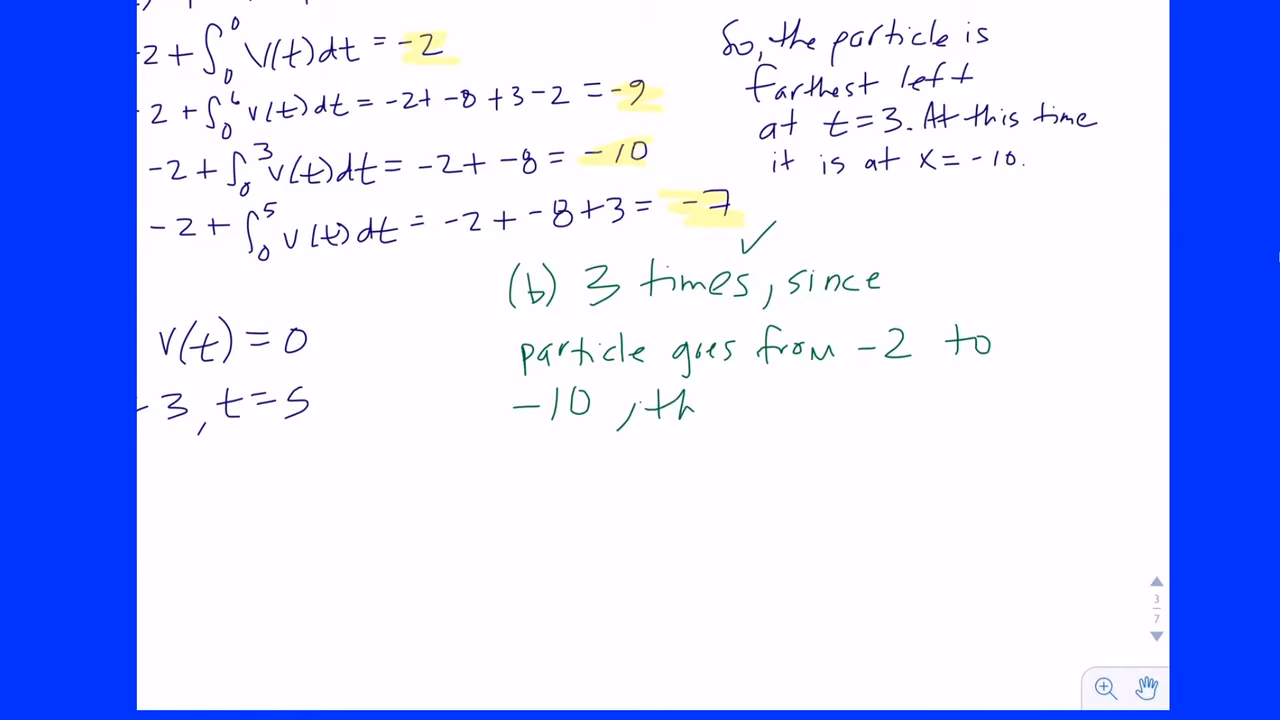 -2 + ∫₀⁰ v(t)dt = -2
2 + ∫₀⁶ v(t)dt = -2+ -8 +3 -2 = -9
-2 + ∫₀³ v(t)dt = -2+ -8 = -10
-2 + ∫₀⁵ v(t)dt = -2 + -8 +3 = -7
So, the particle is
farthest left
at t=3. At this time
it is at x = -10.
(b) 3 times, since
particle goes from -2 to
-10, th
v(t) = 0
3, t=5
3
7